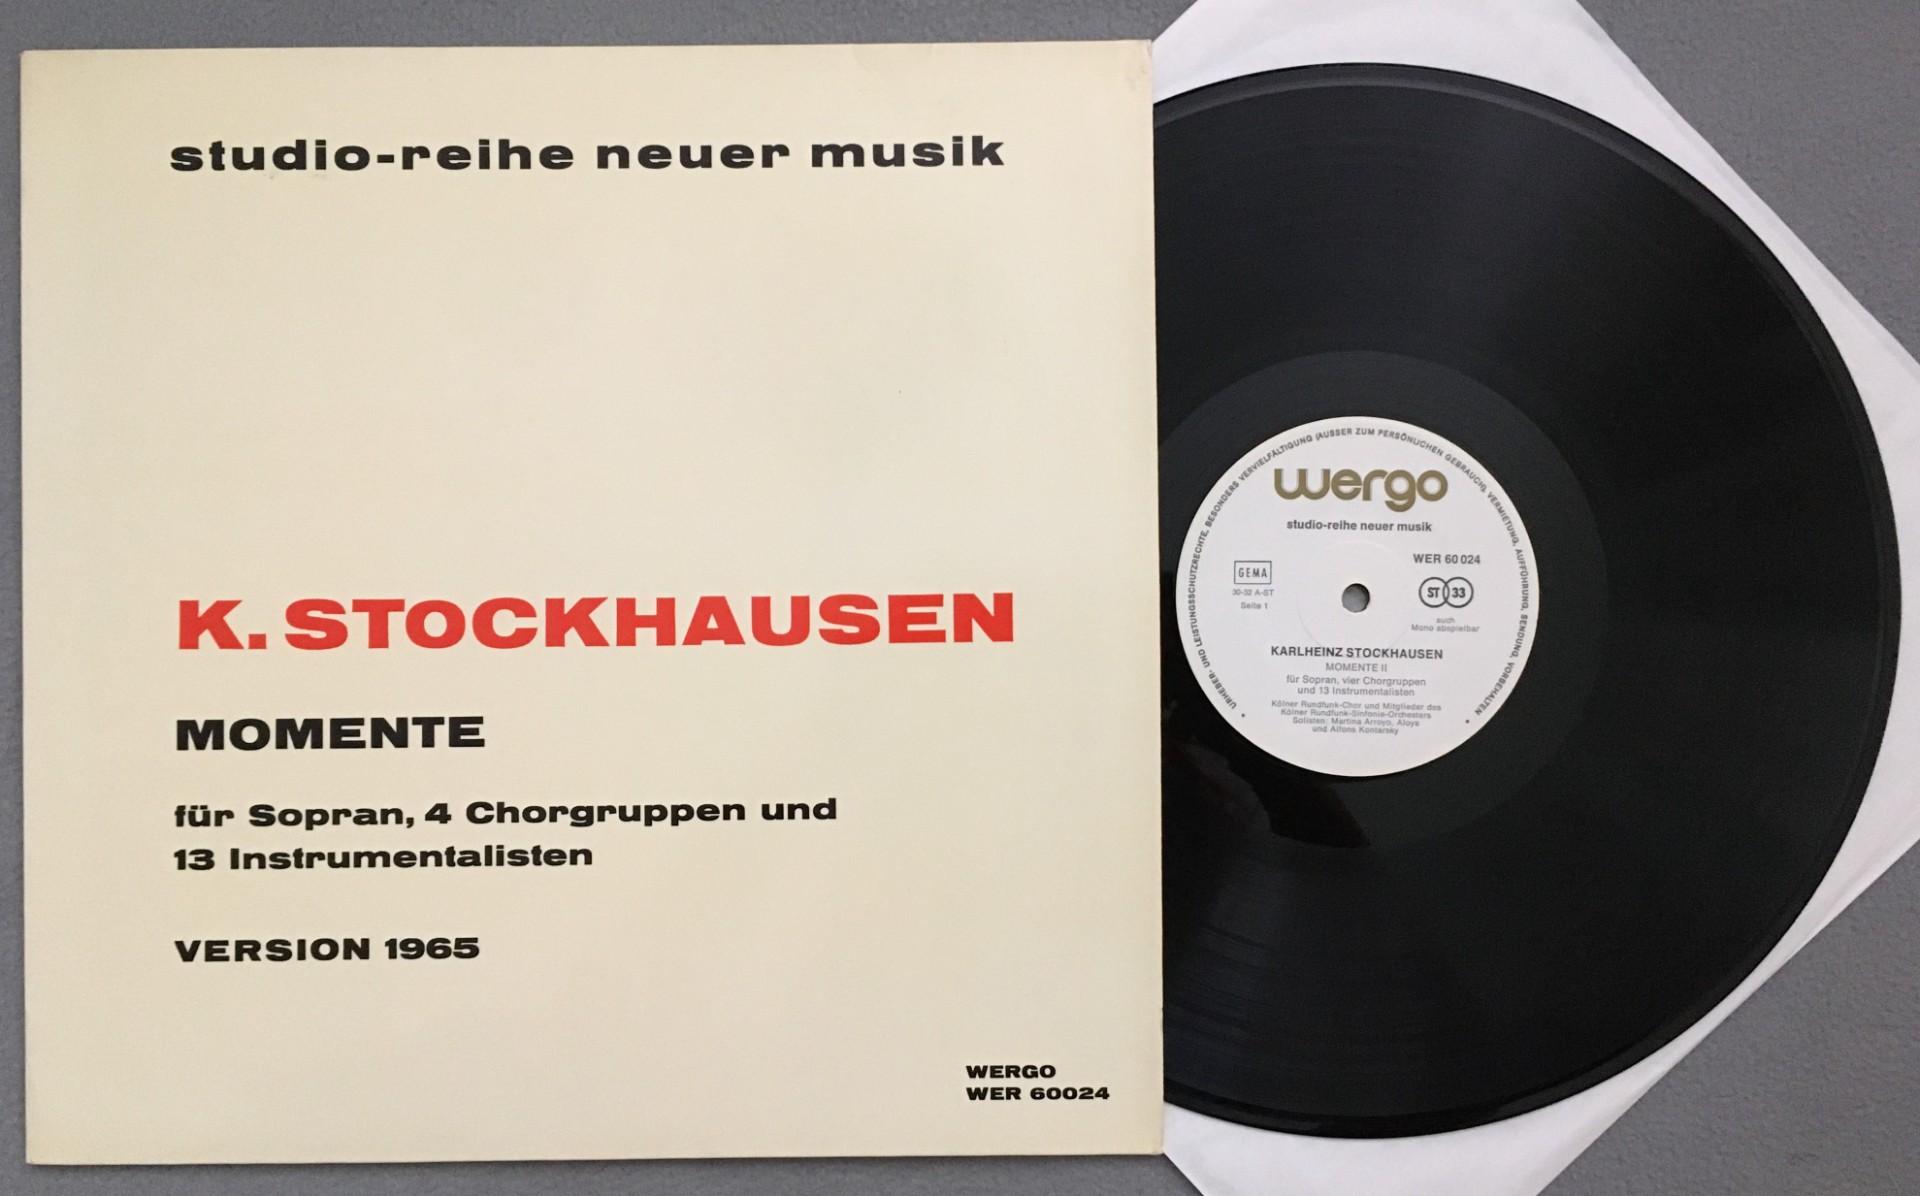 studio-reihe neuer musik
K. STOCKHAUSEN
MOMENTE
für Sopran, 4 Chorgruppen und
13 Instrumentalisten
VERSION 1965
WERGO
WER 60024
URHEBER- UND LEISTUNGSSCHUTZRECHTE, BESONDERS VERVIELFÄLTIGUNG (AUSSER ZUM PERSÖNLICHEN GEBRAUCH), VERMIETUNG, AUFFÜHRUNG, SENDUNG, VORBEHALTEN
wergo
studio-reihe neuer musik
WER 60 024
GEMA
30-32 A-ST
Seite 1
ST 33
auch
Mono abspielbar
KARLHEINZ STOCKHAUSEN
MOMENTE II
für Sopran, vier Chorgruppen
und 13 Instrumentalisten
Kölner Rundfunk-Chor und Mitglieder des
Kölner Rundfunk-Sinfonie-Orchesters
Solisten: Martina Arroyo, Aloys
und Alfons Kontarsky